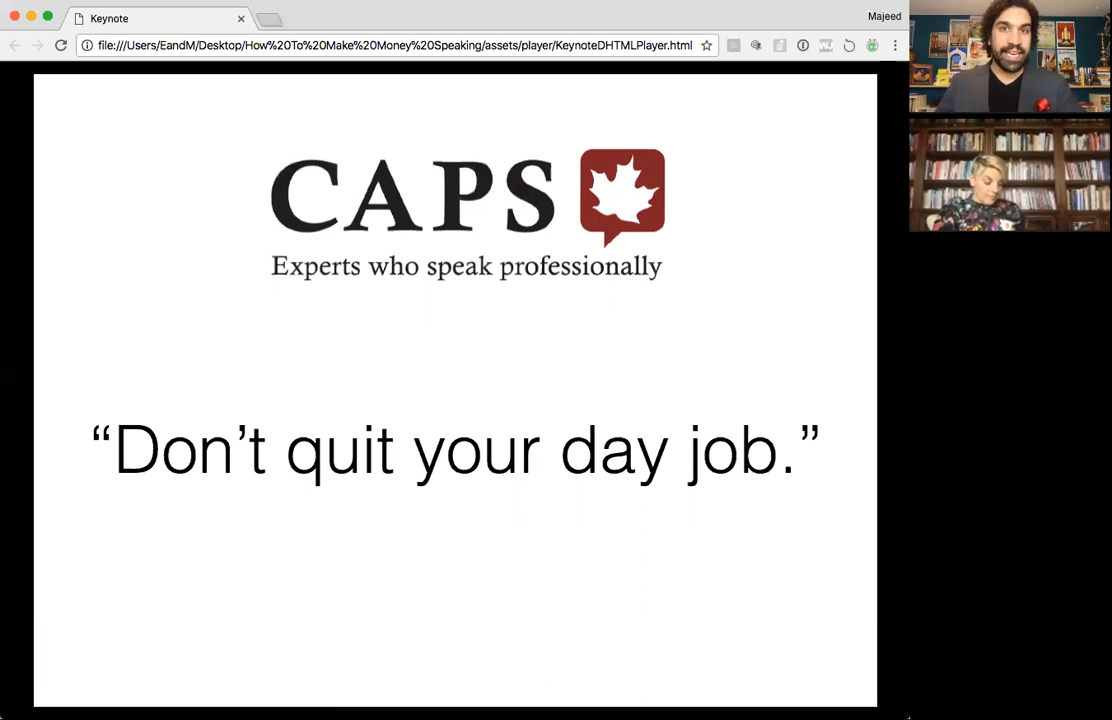 Keynote
Majeed
file:///Users/EandM/Desktop/How%20To%20Make%20Money%20Speaking/assets/player/KeynoteDHTMLPlayer.html
CAPS
Experts who speak professionally
“Don’t quit your day job.”